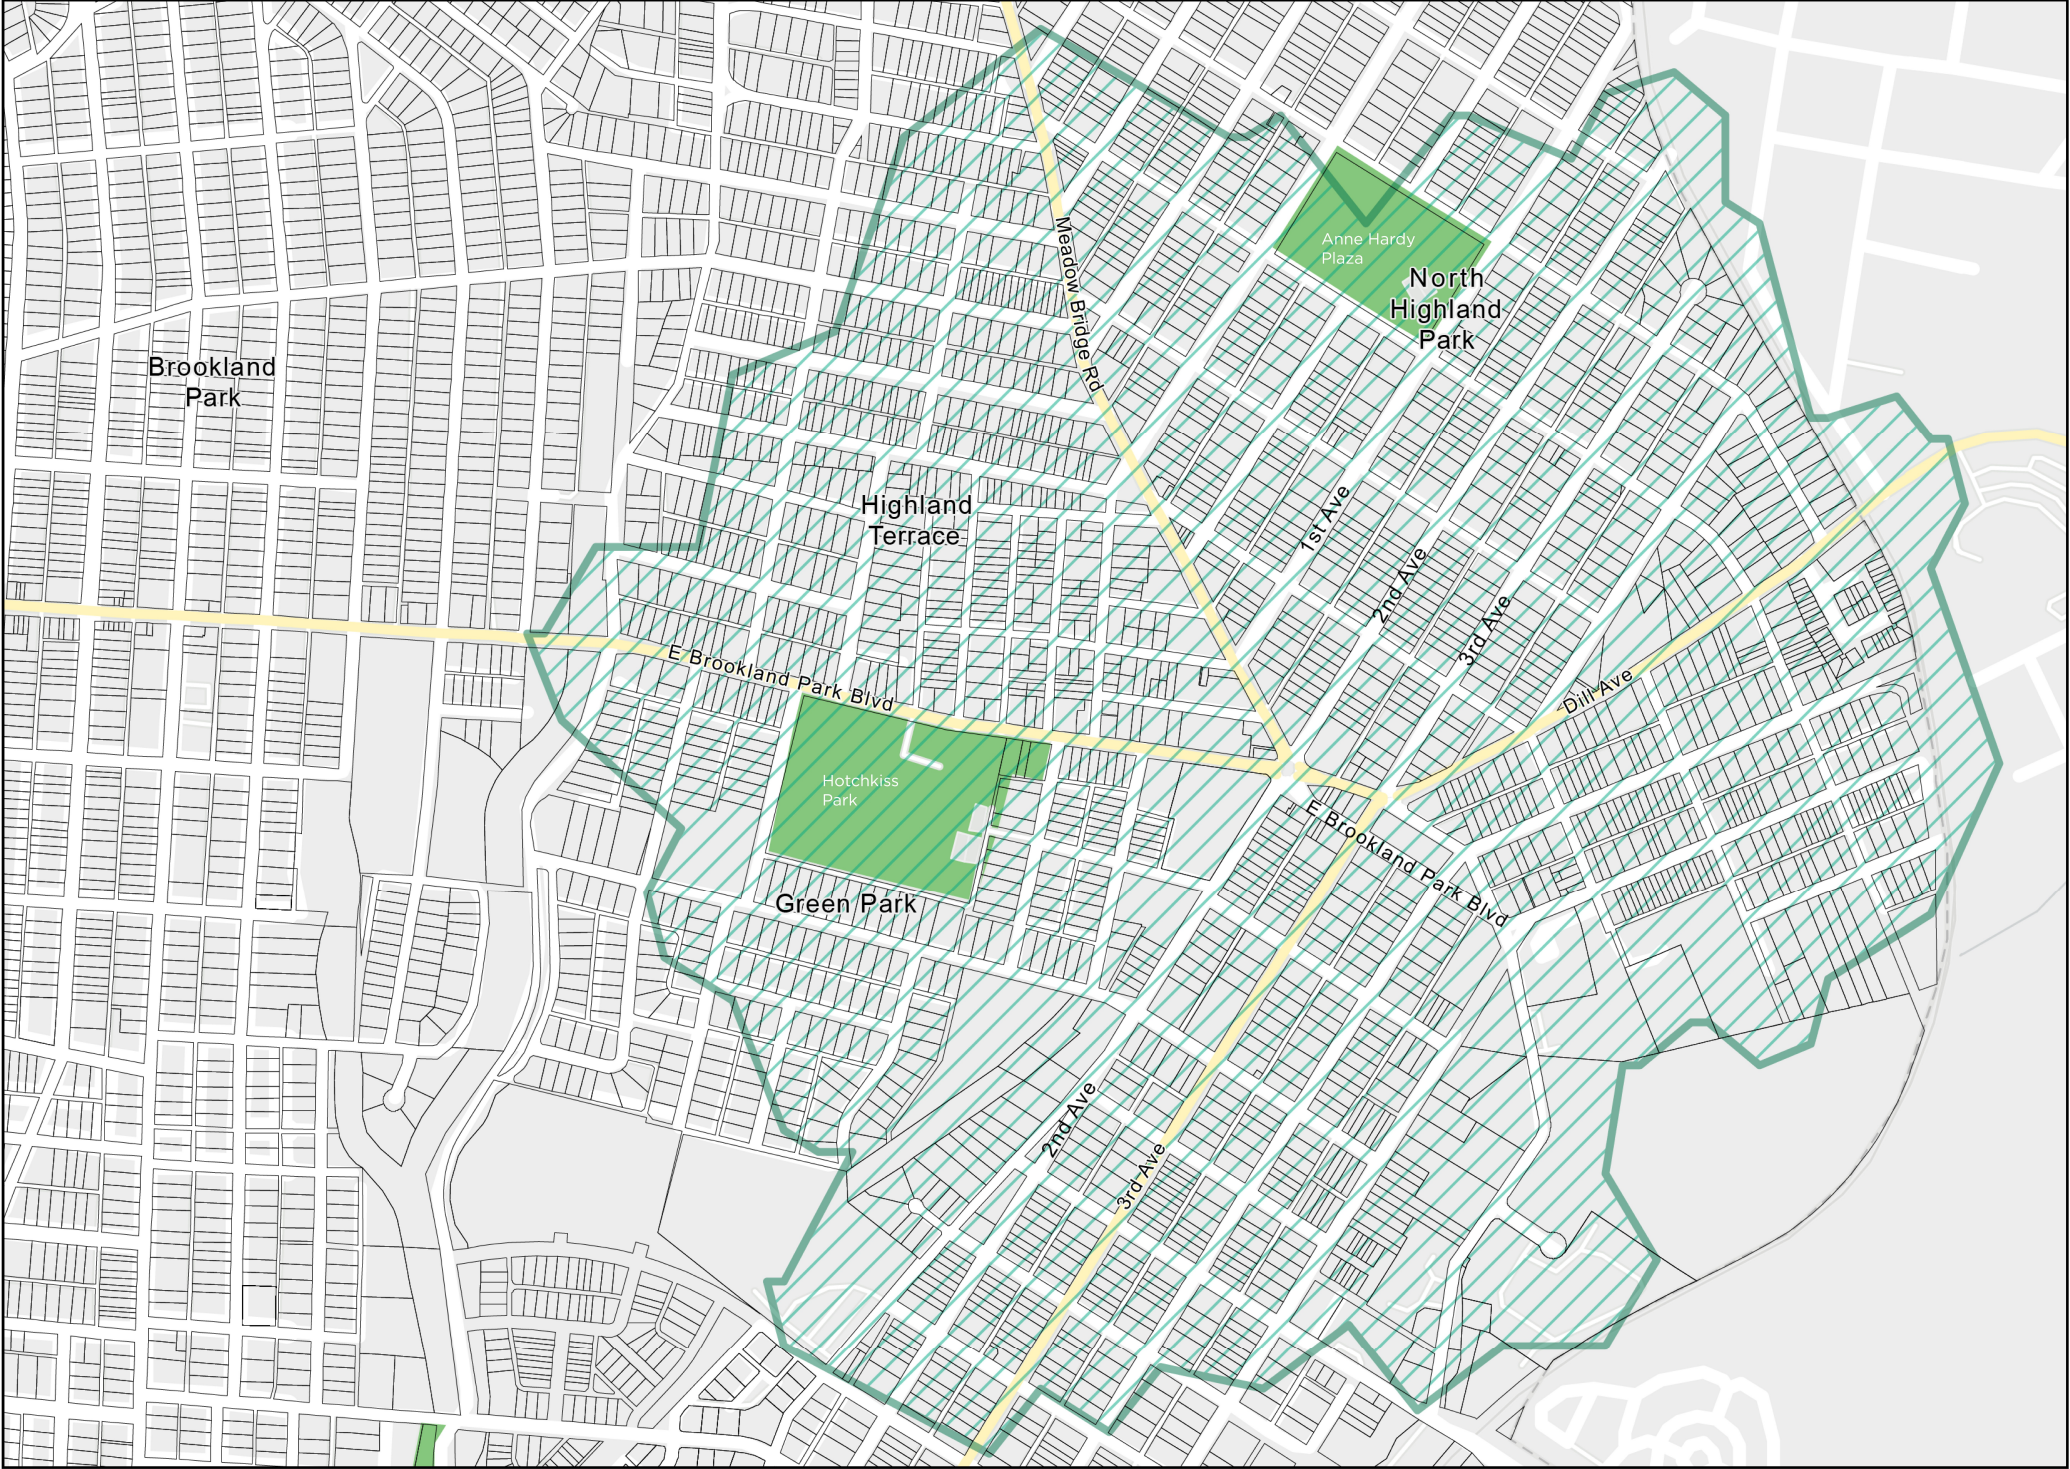 Anne Hardy
Plaza
North
Highland
Park
Meadow Bridge Rd
Brookland
Park
Highland
Terrace
1st Ave
2nd Ave
3rd Ave
E Brookland Park Blvd
Dill Ave
Hotchkiss
Park
E Brookland Park Blvd
Green Park
2nd Ave
3rd Ave